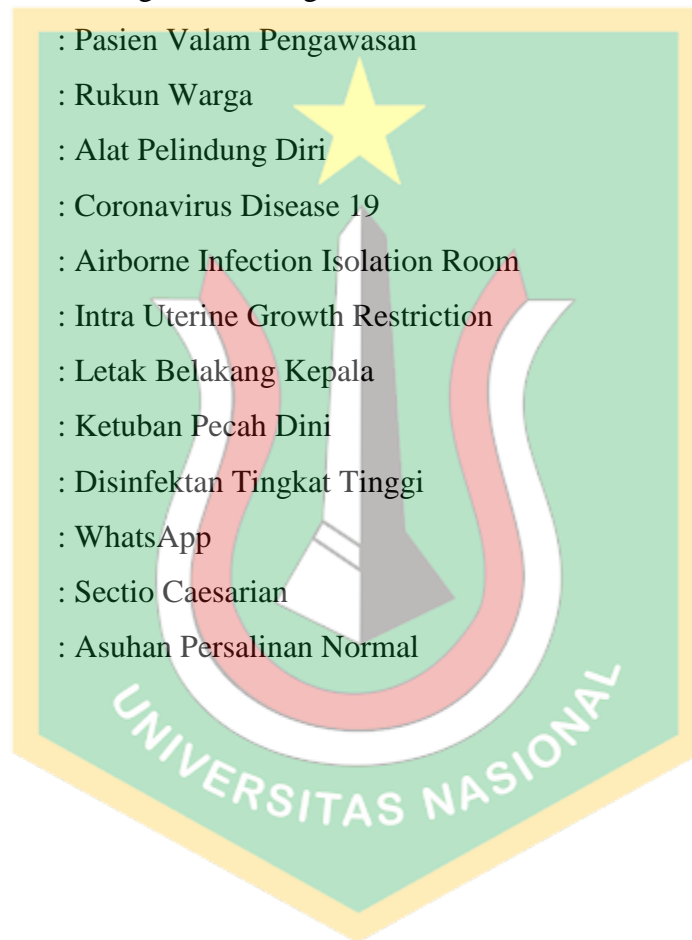 : Pasien Valam Pengawasan
: Rukun Warga
: Alat Pelindung Diri
: Coronavirus Disease 19
: Airborne Infection Isolation Room
: Intra Uterine Growth Restriction
: Letak Belakang Kepala
: Ketuban Pecah Dini
: Disinfektan Tingkat Tinggi
: WhatsApp
: Sectio Caesarian
: Asuhan Persalinan Normal
UNIVERSITAS NASIONAL